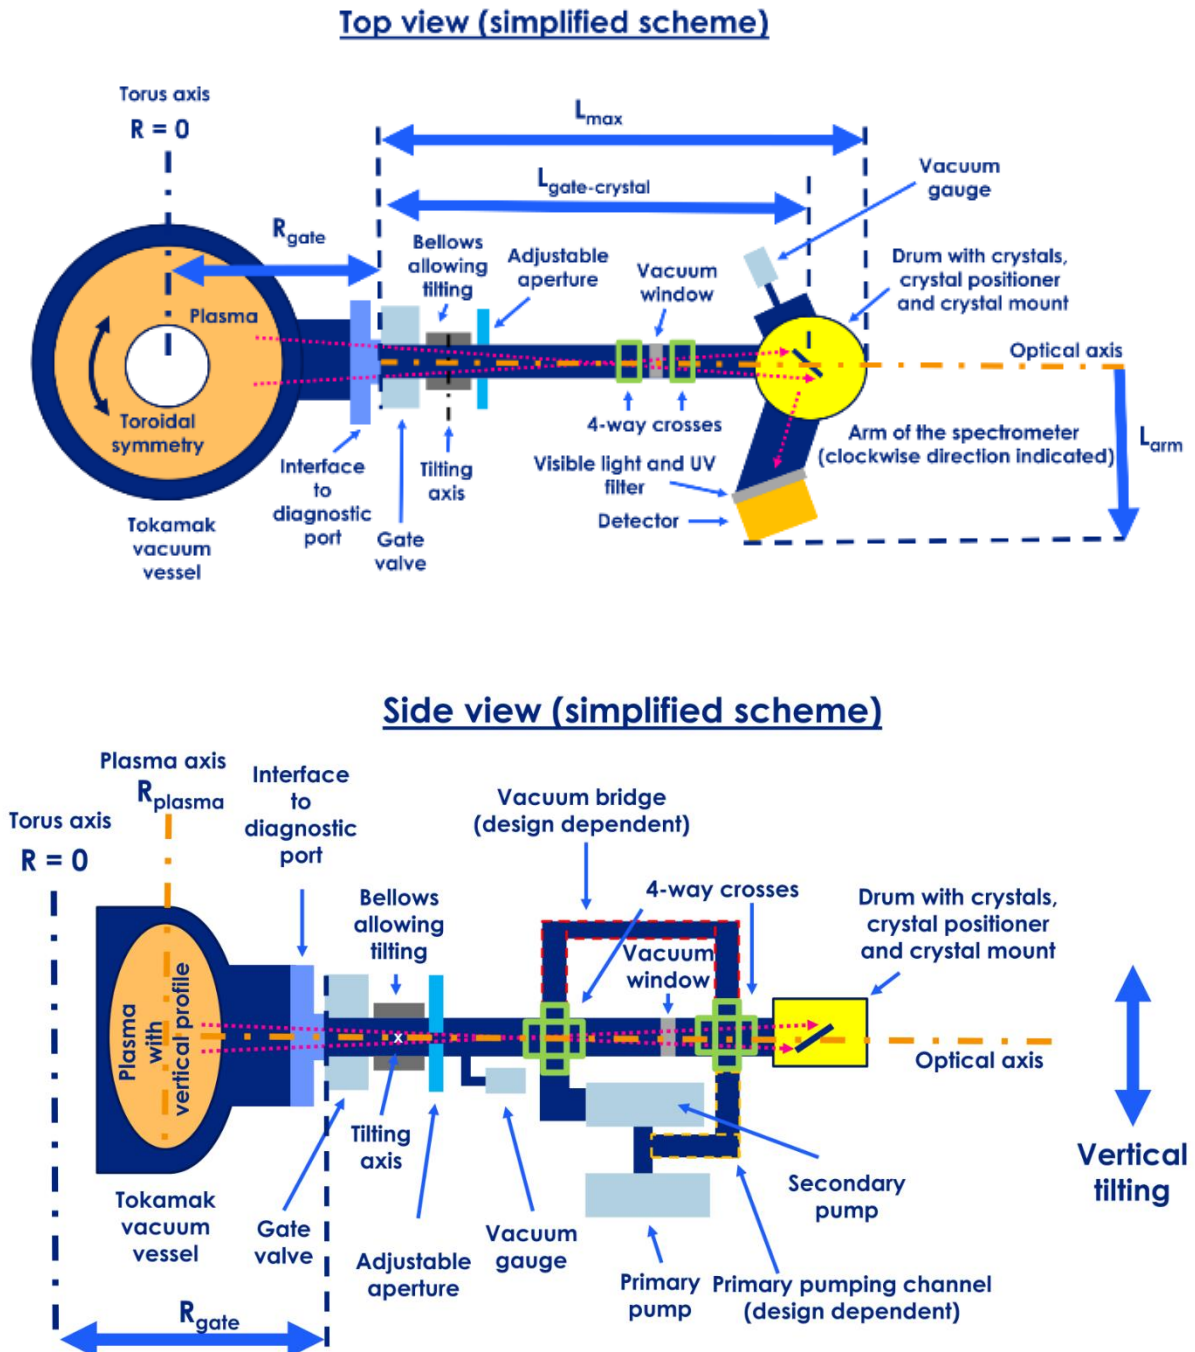 Top view (simplified scheme)
Torus axis
R = 0
L_max
L_gate-crystal
Vacuum
gauge
R_gate
Bellows
allowing
tilting
Adjustable
aperture
Vacuum
window
Drum with crystals,
crystal positioner
and crystal mount
Plasma
Optical axis
Toroidal
symmetry
4-way crosses
Arm of the spectrometer
(clockwise direction indicated)
L_arm
Interface
to
diagnostic
port
Tilting
axis
Visible light and UV
filter
Detector
Tokamak
vacuum
vessel
Gate
valve
Side view (simplified scheme)
Plasma axis
R_plasma
Interface
to
diagnostic
port
Vacuum bridge
(design dependent)
Torus axis
R = 0
Bellows
allowing
tilting
4-way crosses
Drum with crystals,
crystal positioner
and crystal mount
Vacuum
window
Plasma
with
vertical profile
x
Optical axis
Tilting
axis
Vertical
tilting
Tokamak
vacuum
vessel
Gate
valve
Adjustable
aperture
Vacuum
gauge
Secondary
pump
Primary
pump
Primary pumping channel
(design dependent)
R_gate